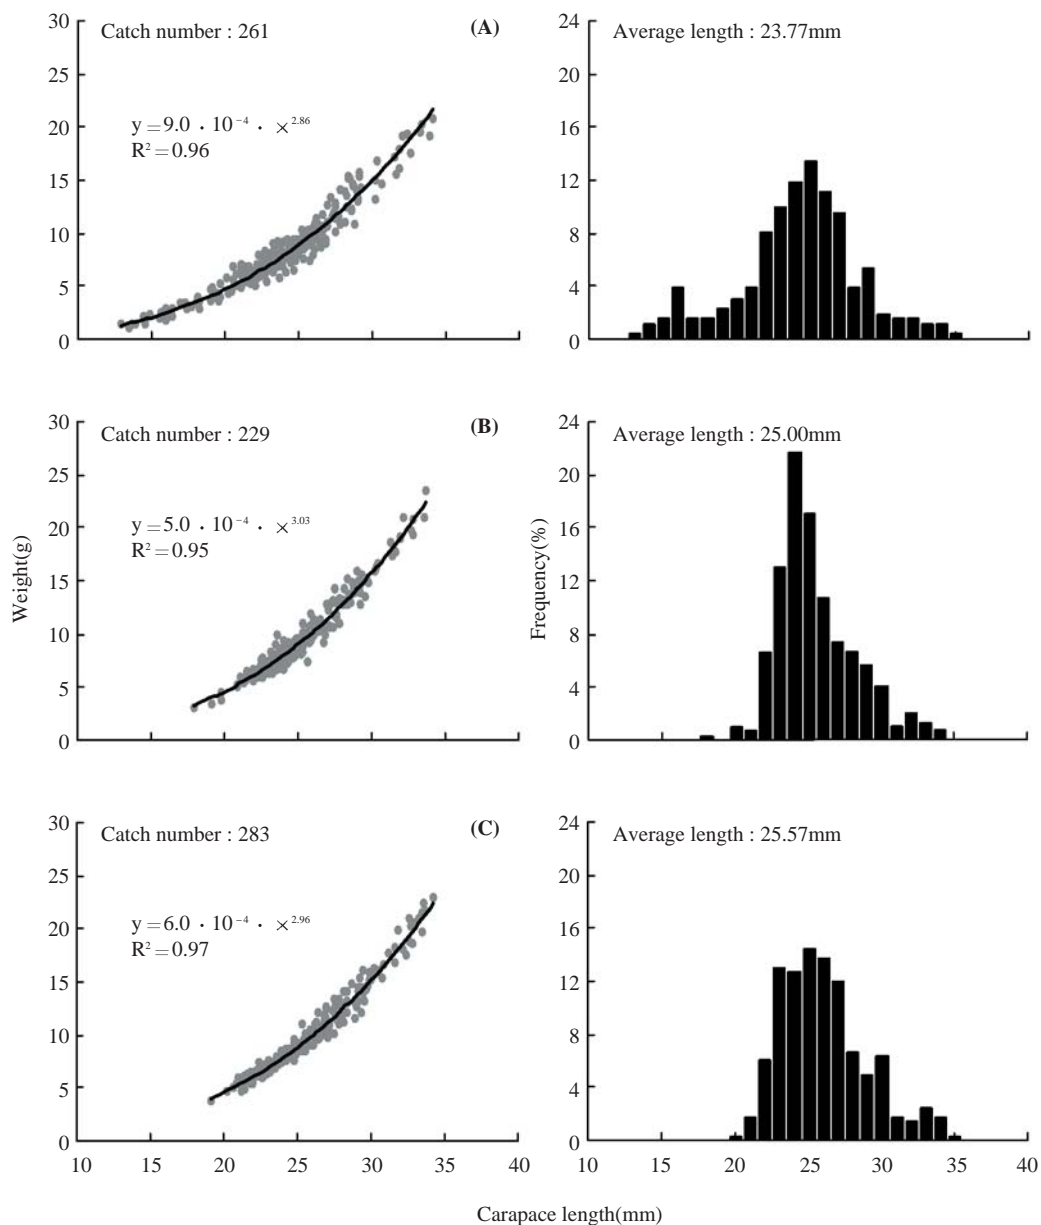 30
25
20
15
10
5
0
Catch number : 261
(A)
y=9.0 · 10⁻⁴ · ×²·⁸⁶
R²=0.96
24
20
16
12
8
4
0
Average length : 23.77mm
30
25
20
15
10
5
0
Catch number : 229
(B)
y=5.0 · 10⁻⁴ · ×³·⁰³
R²=0.95
Weight(g)
24
20
16
12
8
4
0
Average length : 25.00mm
Frequency(%)
30
25
20
15
10
5
0
Catch number : 283
(C)
y=6.0 · 10⁻⁴ · ×²·⁹⁶
R²=0.97
10 15 20 25 30 35 40
24
20
16
12
8
4
0
Average length : 25.57mm
10 15 20 25 30 35 40
Carapace length(mm)